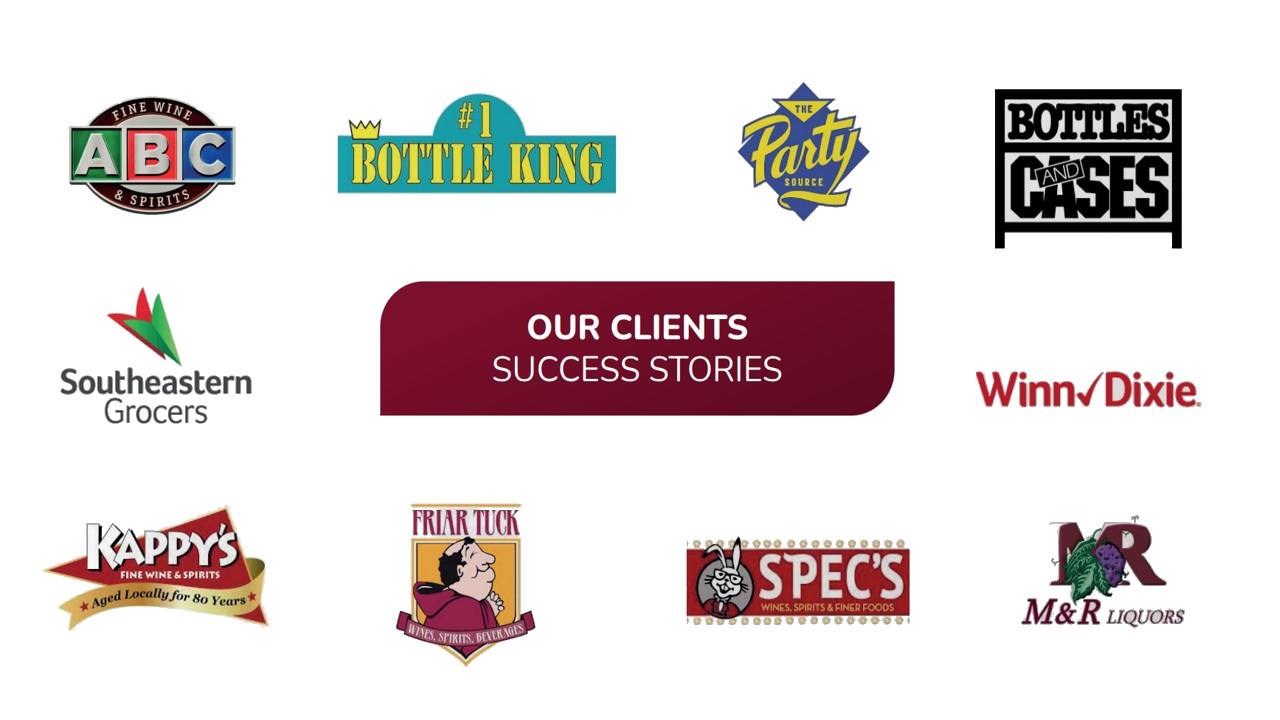 FINE WINE
ABC
& SPIRITS
#1
BOTTLE KING
THE
Party
SOURCE
BOTTLES
AND
CASES
Southeastern
Grocers
OUR CLIENTS
SUCCESS STORIES
Winn✓Dixie
KAPPY'S
FINE WINE & SPIRITS
Aged Locally for 80 Years
FRIAR TUCK
WINES, SPIRITS, BEVERAGES
SPEC'S
WINES, SPIRITS & FINER FOODS
MR
M&R LIQUORS